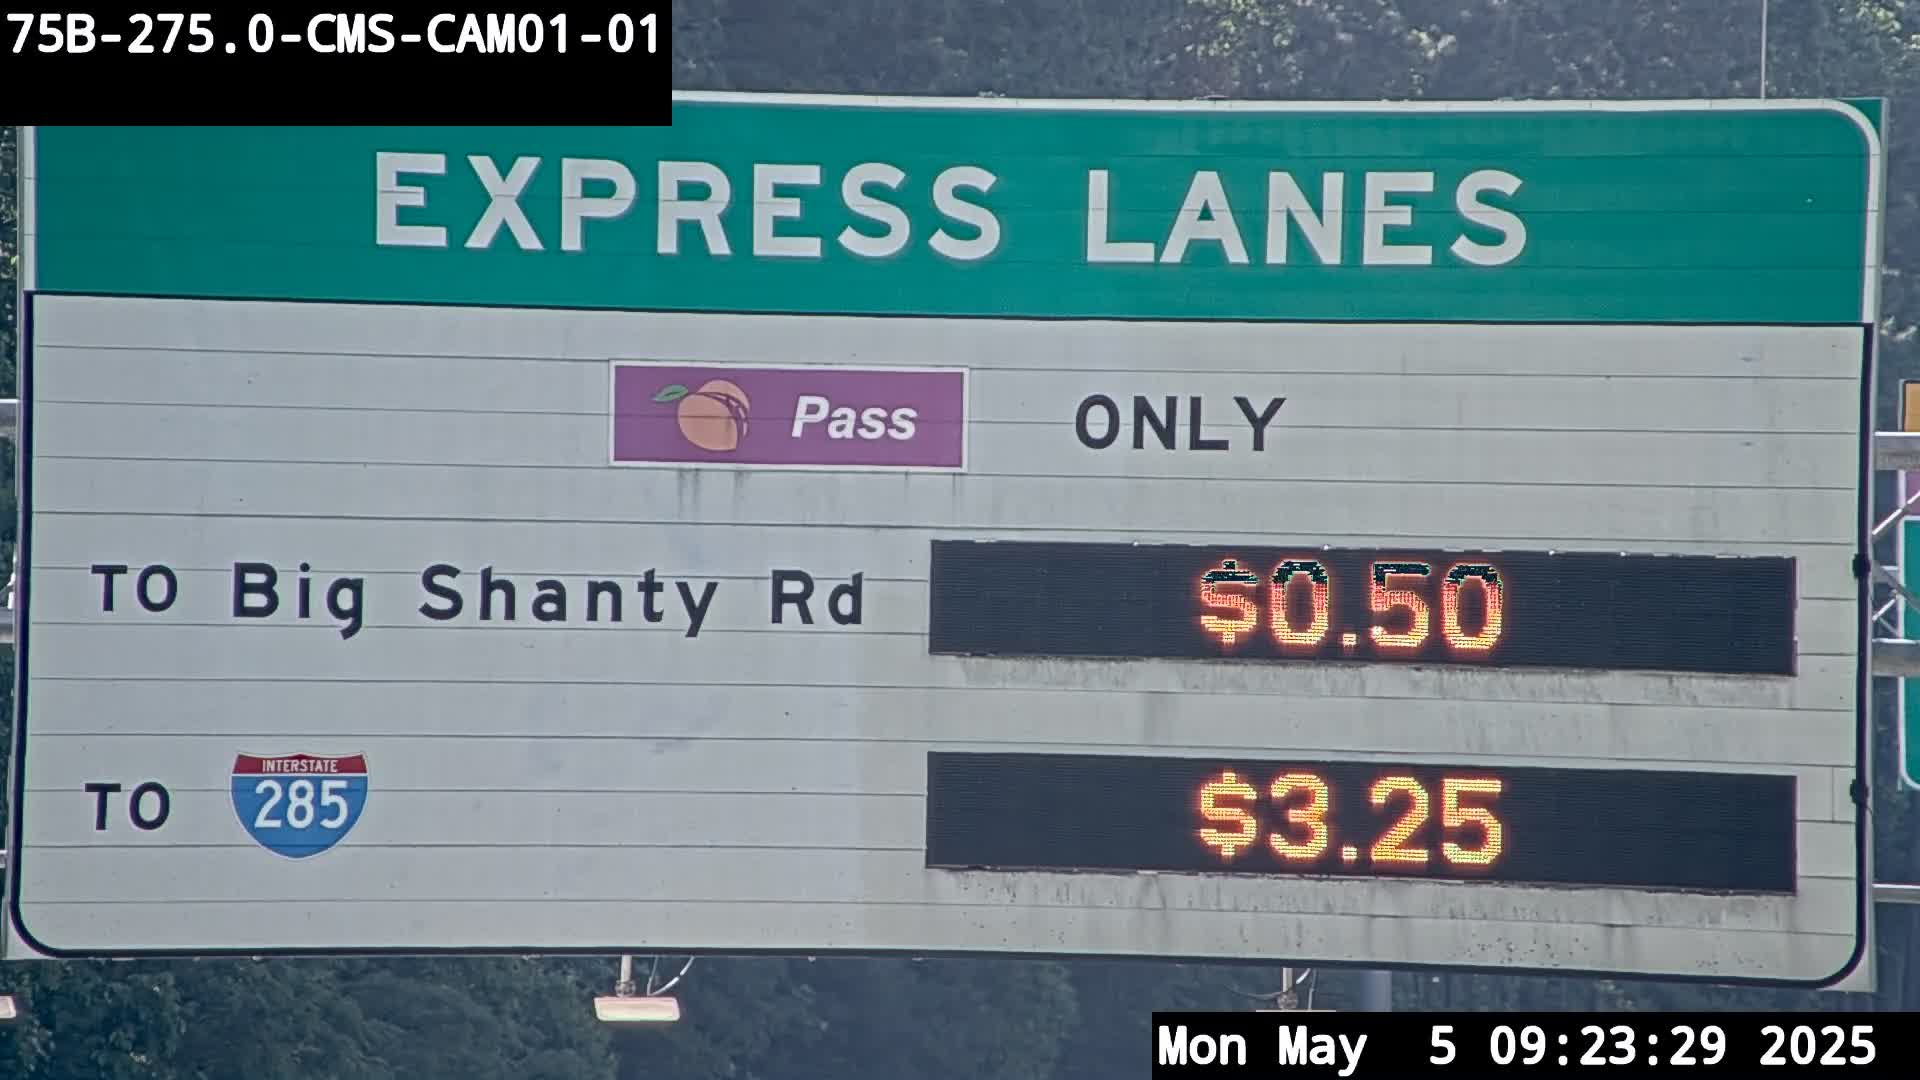 75B-275.0-CMS-CAM01-01
EXPRESS LANES
Pass ONLY
TO Big Shanty Rd $0.50
INTERSTATE
TO 285 $3.25
Mon May 5 09:23:29 2025